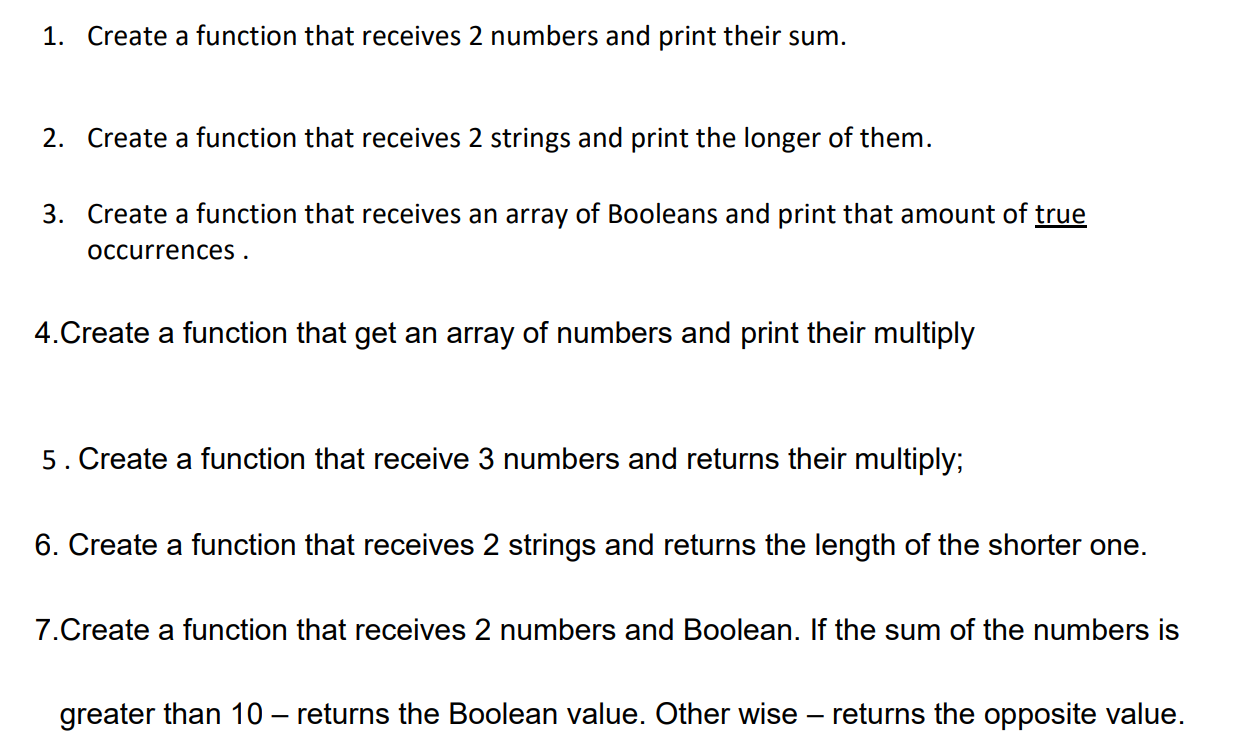 1. Create a function that receives 2 numbers and print their sum.
2. Create a function that receives 2 strings and print the longer of them.
3. Create a function that receives an array of Booleans and print that amount of true
occurrences .
4.Create a function that get an array of numbers and print their multiply
5 . Create a function that receive 3 numbers and returns their multiply;
6. Create a function that receives 2 strings and returns the length of the shorter one.
7.Create a function that receives 2 numbers and Boolean. If the sum of the numbers is
greater than 10 – returns the Boolean value. Other wise – returns the opposite value.